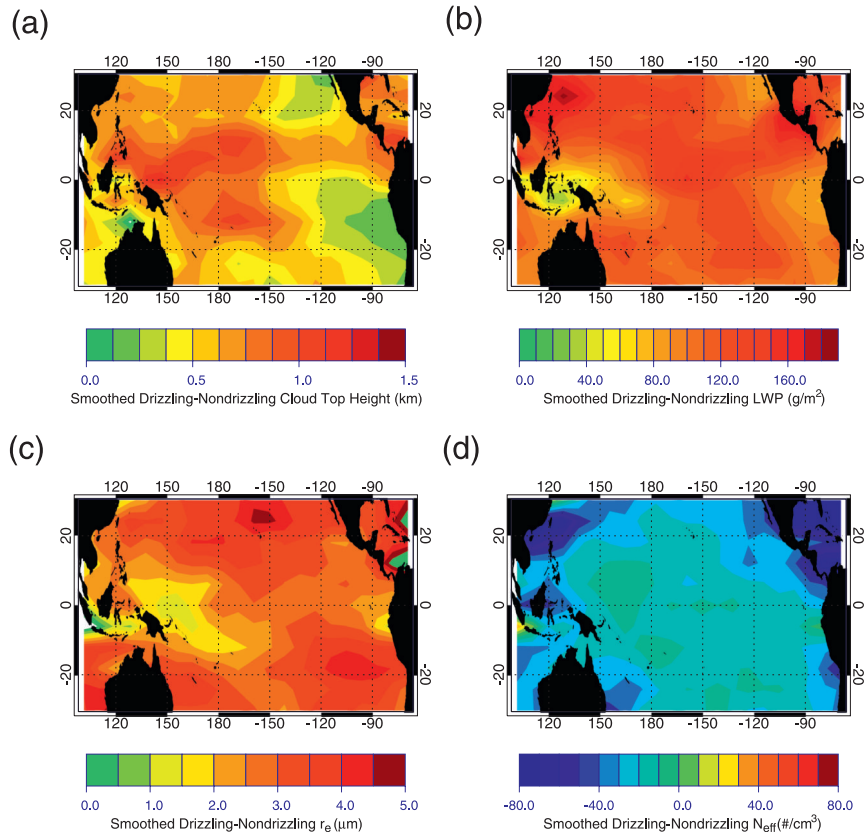 (a)
(b)
120 150 180 -150 -120 -90
120 150 180 -150 -120 -90
20 20 20 20
0 0 0 0
-20 -20 -20 -20
120 150 180 -150 -120 -90
120 150 180 -150 -120 -90
0.0 0.5 1.0 1.5
0.0 40.0 80.0 120.0 160.0
Smoothed Drizzling-Nondrizzling Cloud Top Height (km)
Smoothed Drizzling-Nondrizzling LWP (g/m²)
(c)
(d)
120 150 180 -150 -120 -90
120 150 180 -150 -120 -90
20 20 20 20
0 0 0 0
-20 -20 -20 -20
120 150 180 -150 -120 -90
120 150 180 -150 -120 -90
0.0 1.0 2.0 3.0 4.0 5.0
-80.0 -40.0 0.0 40.0 80.0
Smoothed Drizzling-Nondrizzling r_e (μm)
Smoothed Drizzling-Nondrizzling N_eff(#/cm³)